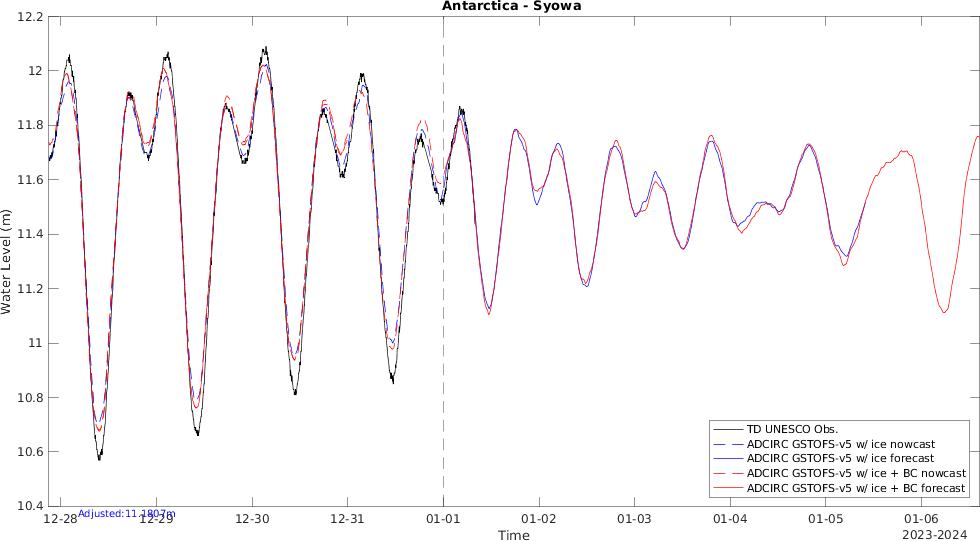 Antarctica - Syowa
12.2
12
11.8
11.6
11.4
11.2
11
10.8
10.6
10.4
Water Level (m)
12-28
12-29
12-30
12-31
01-01
01-02
01-03
01-04
01-05
01-06
Adjusted:11.1807m
Time
2023-2024
TD UNESCO Obs.
ADCIRC GSTOFS-v5 w/ ice nowcast
ADCIRC GSTOFS-v5 w/ ice forecast
ADCIRC GSTOFS-v5 w/ ice + BC nowcast
ADCIRC GSTOFS-v5 w/ ice + BC forecast